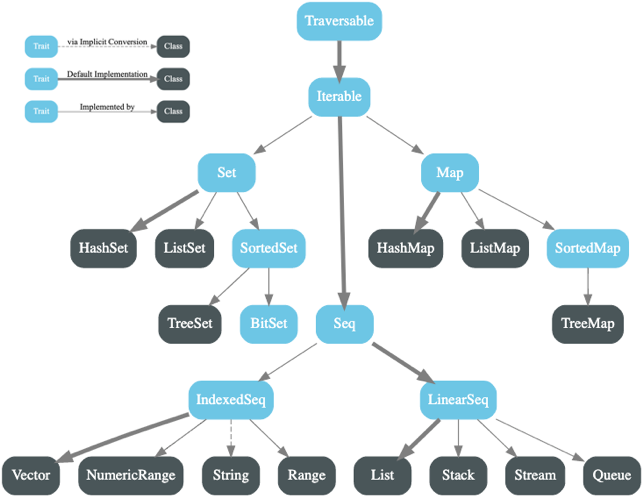 Traversable
Trait via Implicit Conversion Class
Trait Default Implementation Class
Iterable
Trait Implemented by Class
Set Map
HashSet ListSet SortedSet HashMap ListMap SortedMap
TreeSet BitSet Seq TreeMap
IndexedSeq LinearSeq
Vector NumericRange String Range List Stack Stream Queue